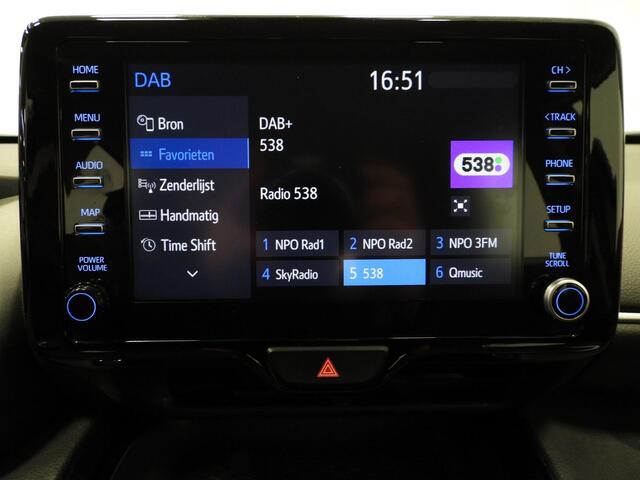 HOME
MENU
AUDIO
MAP
POWER
VOLUME
DAB
16:51
Bron
Favorieten
Zenderlijst
Handmatig
Time Shift
DAB+
538
Radio 538
538
1 NPO Rad1
2 NPO Rad2
3 NPO 3FM
4 SkyRadio
5 538
6 Qmusic
CH >
< TRACK
PHONE
SETUP
TUNE
SCROLL